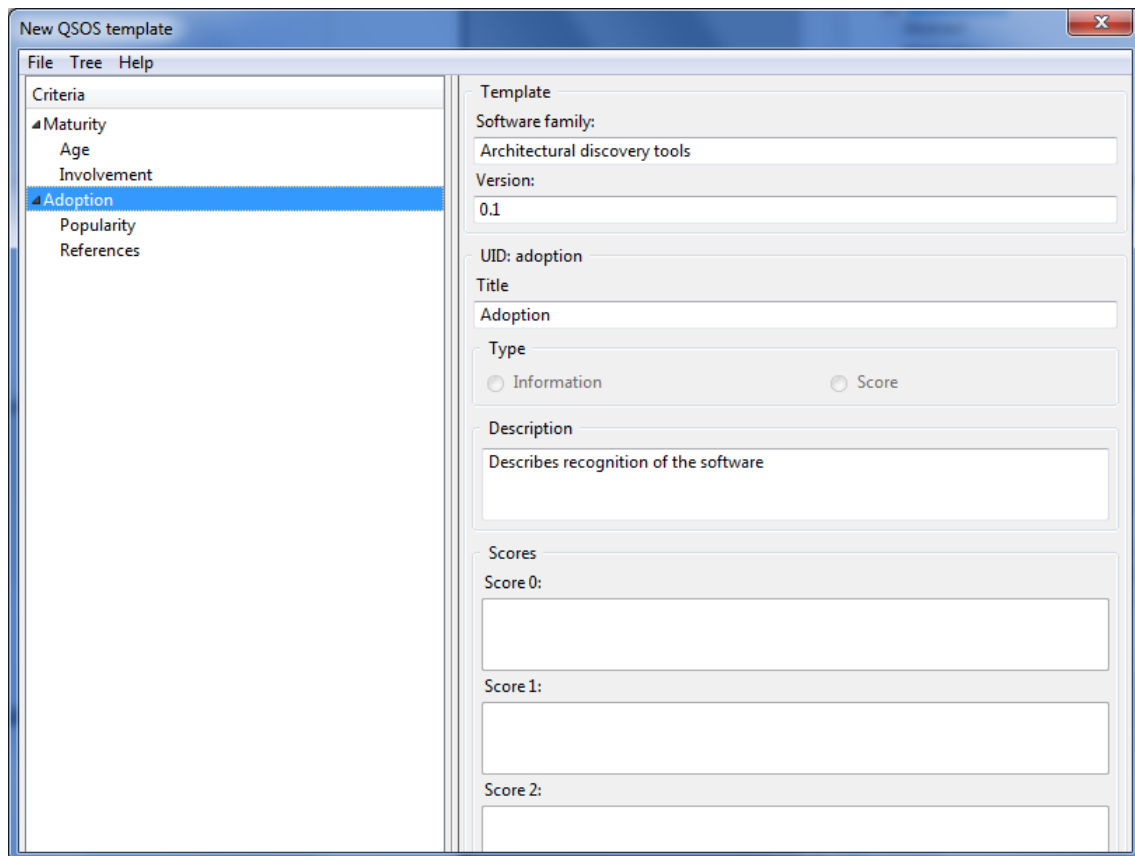 New QSOS template
File Tree Help
Criteria
Maturity
Age
Involvement
Adoption
Popularity
References
Template
Software family:
Architectural discovery tools
Version:
0.1
UID: adoption
Title
Adoption
Type
Information Score
Description
Describes recognition of the software
Scores
Score 0:
Score 1:
Score 2: